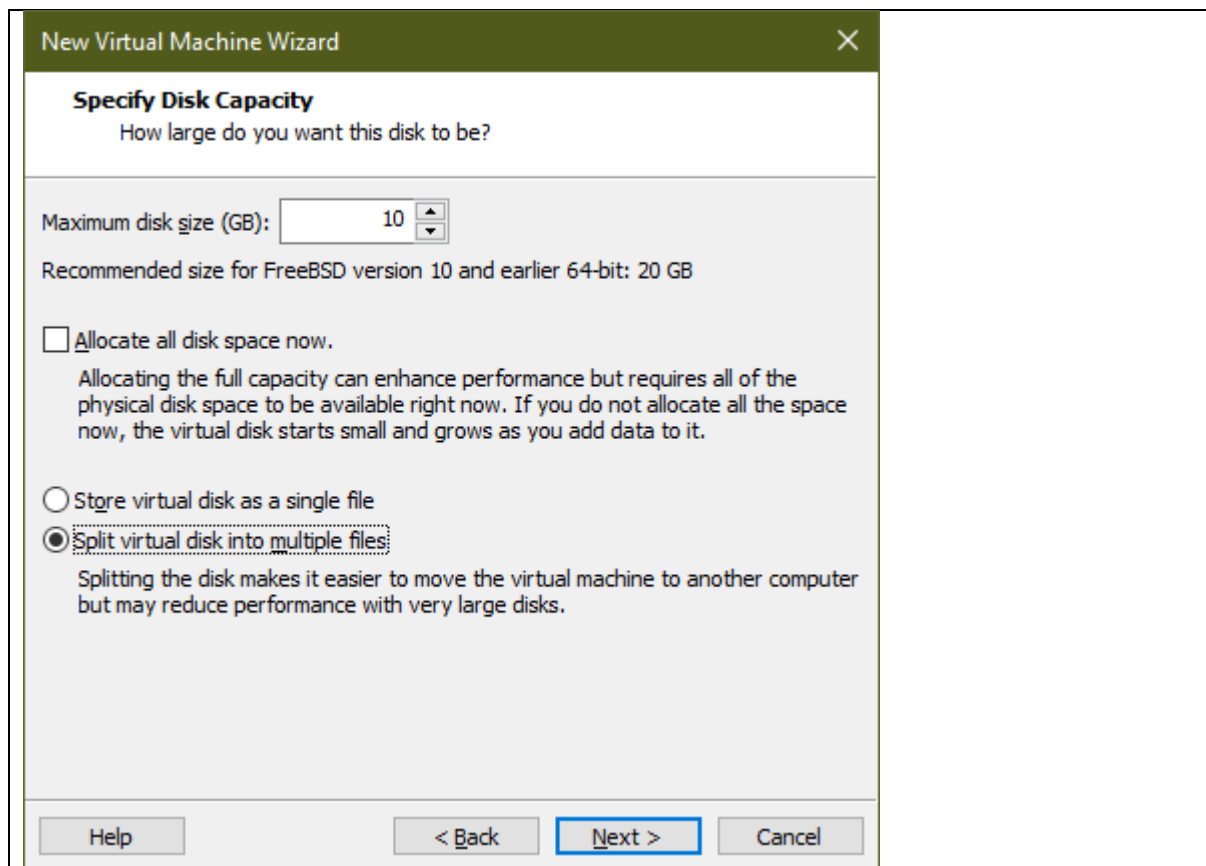 New Virtual Machine Wizard
Specify Disk Capacity
How large do you want this disk to be?
Maximum disk size (GB): 10
Recommended size for FreeBSD version 10 and earlier 64-bit: 20 GB
Allocate all disk space now.
Allocating the full capacity can enhance performance but requires all of the
physical disk space to be available right now. If you do not allocate all the space
now, the virtual disk starts small and grows as you add data to it.
Store virtual disk as a single file
Split virtual disk into multiple files
Splitting the disk makes it easier to move the virtual machine to another computer
but may reduce performance with very large disks.
Help < Back Next > Cancel